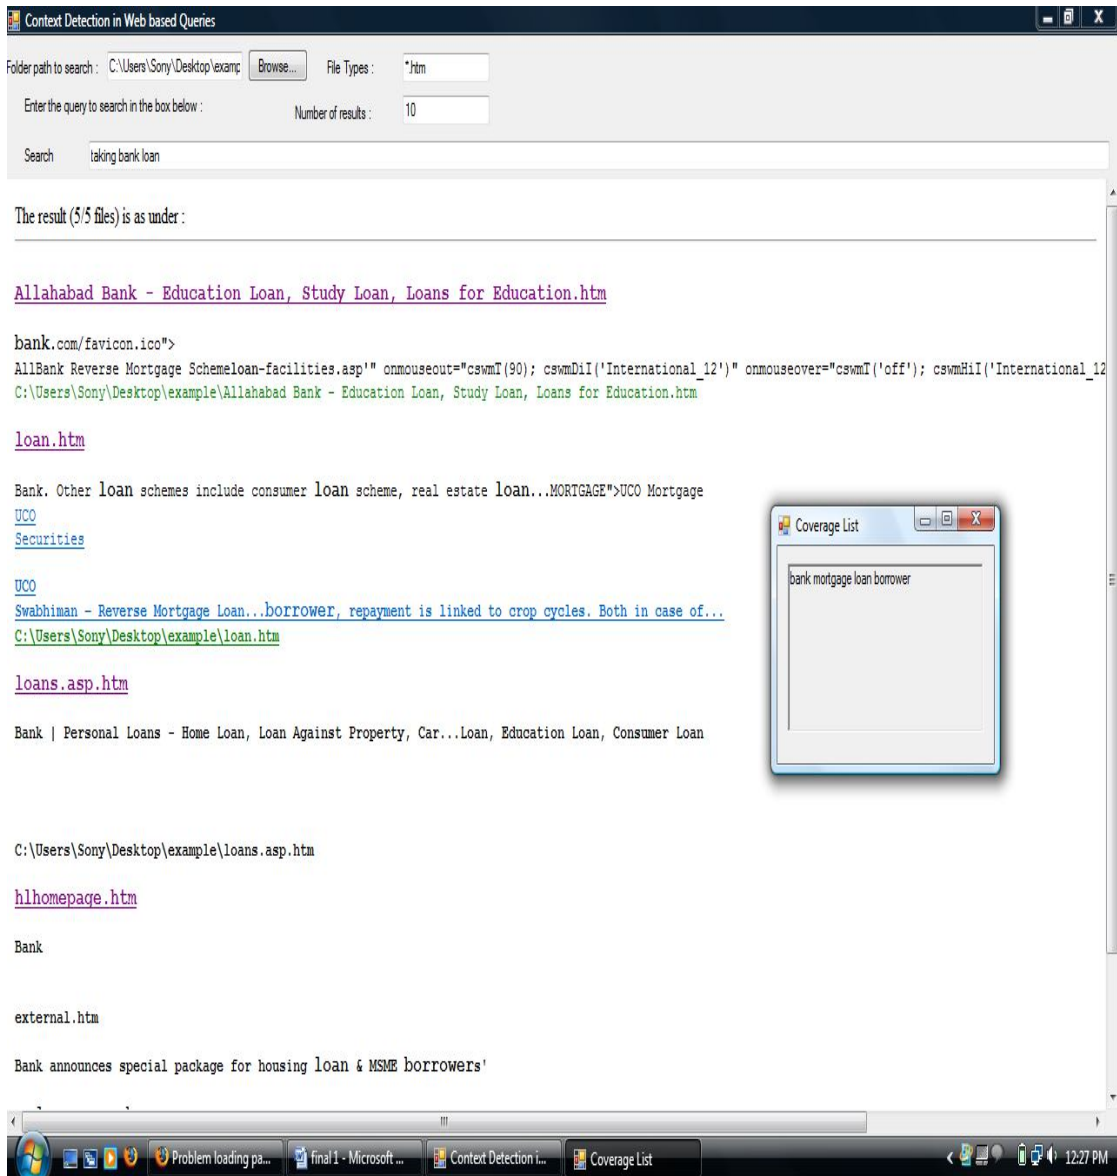 Context Detection in Web based Queries
Folder path to search : C:\Users\Sony\Desktop\examp Browse... File Types : *.htm
Enter the query to search in the box below : Number of results : 10
Search taking bank loan
The result (5/5 files) is as under :
Allahabad Bank - Education Loan, Study Loan, Loans for Education.htm
bank.com/favicon.ico">
AllBank Reverse Mortgage Schemeloan-facilities.asp'" onmouseout="cswmT(90); cswmDiI('International_12')" onmouseover="cswmT('off'); cswmHiI('International_12
C:\Users\Sony\Desktop\example\Allahabad Bank - Education Loan, Study Loan, Loans for Education.htm
loan.htm
Bank. Other loan schemes include consumer loan scheme, real estate loan...MORTGAGE">UCO Mortgage
UCO
Securities
UCO
Swabhiman - Reverse Mortgage Loan...borrower, repayment is linked to crop cycles. Both in case of...
C:\Users\Sony\Desktop\example\loan.htm
Coverage List
bank mortgage loan borrower
loans.asp.htm
Bank | Personal Loans - Home Loan, Loan Against Property, Car...Loan, Education Loan, Consumer Loan
C:\Users\Sony\Desktop\example\loans.asp.htm
hlhomepage.htm
Bank
external.htm
Bank announces special package for housing loan & MSME borrowers'
Problem loading pa... final 1 - Microsoft ... Context Detection i... Coverage List 12:27 PM